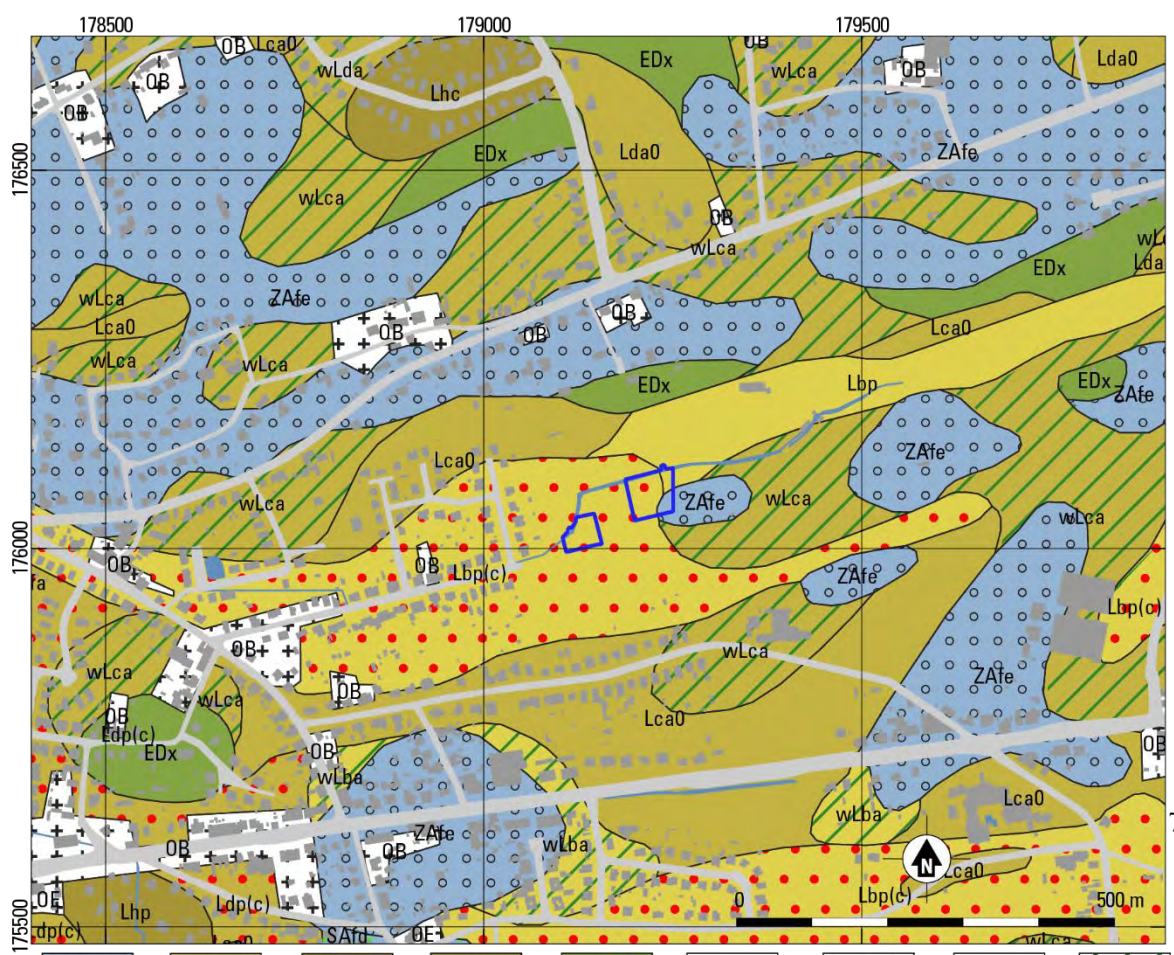 178500
179000
179500
OB
Lca0
OB
EDx
OB
wLca
OB
Lda0
wLda
Lhc
OB
OB
EDx
Lda0
ZAfe
176500
wLca
OB
wLca
EDx
Lda
wLca
ZAfe
Lca0
OB
OB
OB
Lca0
wLca
wLca
EDx
Lbp
EDx
ZAfe
Lca0
ZAfe
wLca
wLca
ZAfe
wLca
176000
OB
OB
Lbp(c)
ZAfe
Lbp(c)
OB
wLca
wLca
wLca
OB
ZAfe
OB
Lca0
Edp(c)
EDx
OB
OB
wLba
Lca0
wLba
ZAfe
OB
OB
wLba
N
Lca0
OE
Lhp
Ldp(c)
Lbp(c)
0
500 m
175500
dp(c)
SAfd
OE
wLca